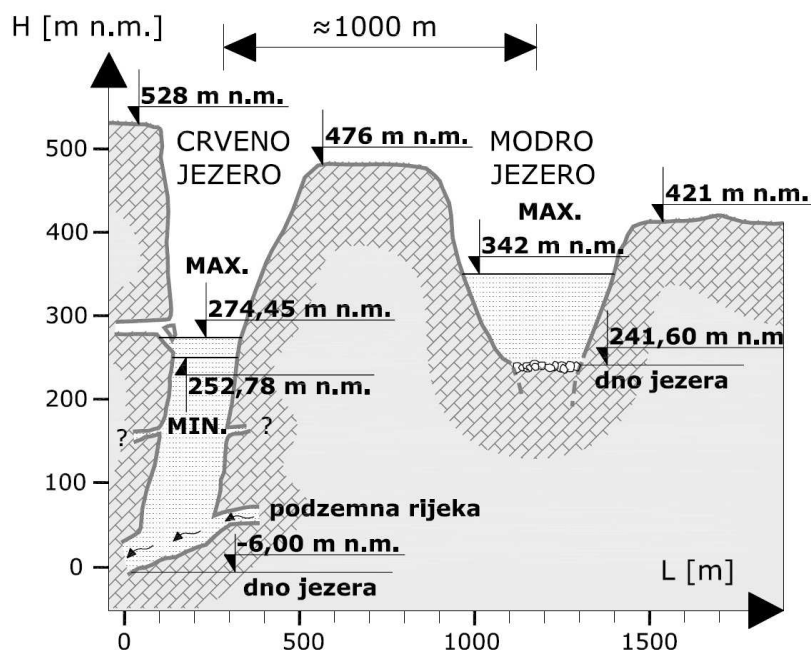 H [m n.m.]
≈1000 m
528 m n.m.
CRVENO
JEZERO
476 m n.m.
MODRO
JEZERO
421 m n.m.
MAX.
342 m n.m.
MAX.
274,45 m n.m.
241,60 m n.m
dno jezera
252,78 m n.m.
MIN.
?
?
podzemna rijeka
-6,00 m n.m.
dno jezera
L [m]
500
400
300
200
100
0
0
500
1000
1500